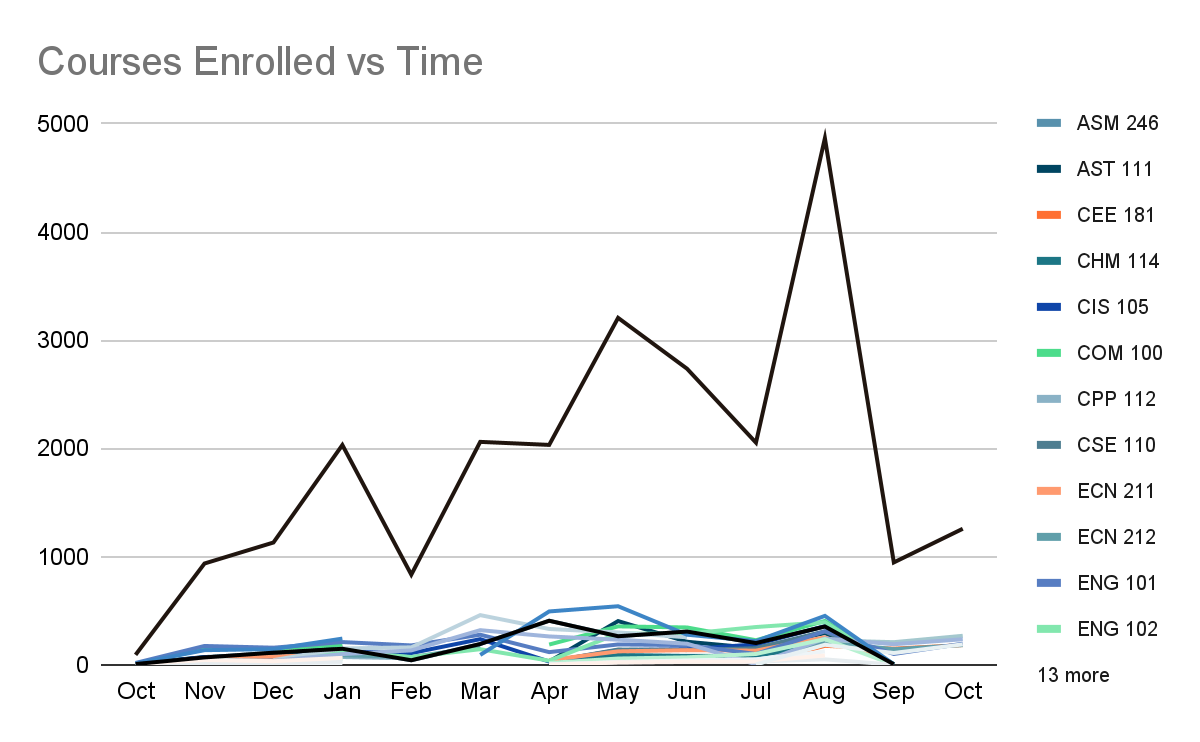 Courses Enrolled vs Time
5000
4000
3000
2000
1000
0
Oct Nov Dec Jan Feb Mar Apr May Jun Jul Aug Sep Oct
ASM 246
AST 111
CEE 181
CHM 114
CIS 105
COM 100
CPP 112
CSE 110
ECN 211
ECN 212
ENG 101
ENG 102
13 more